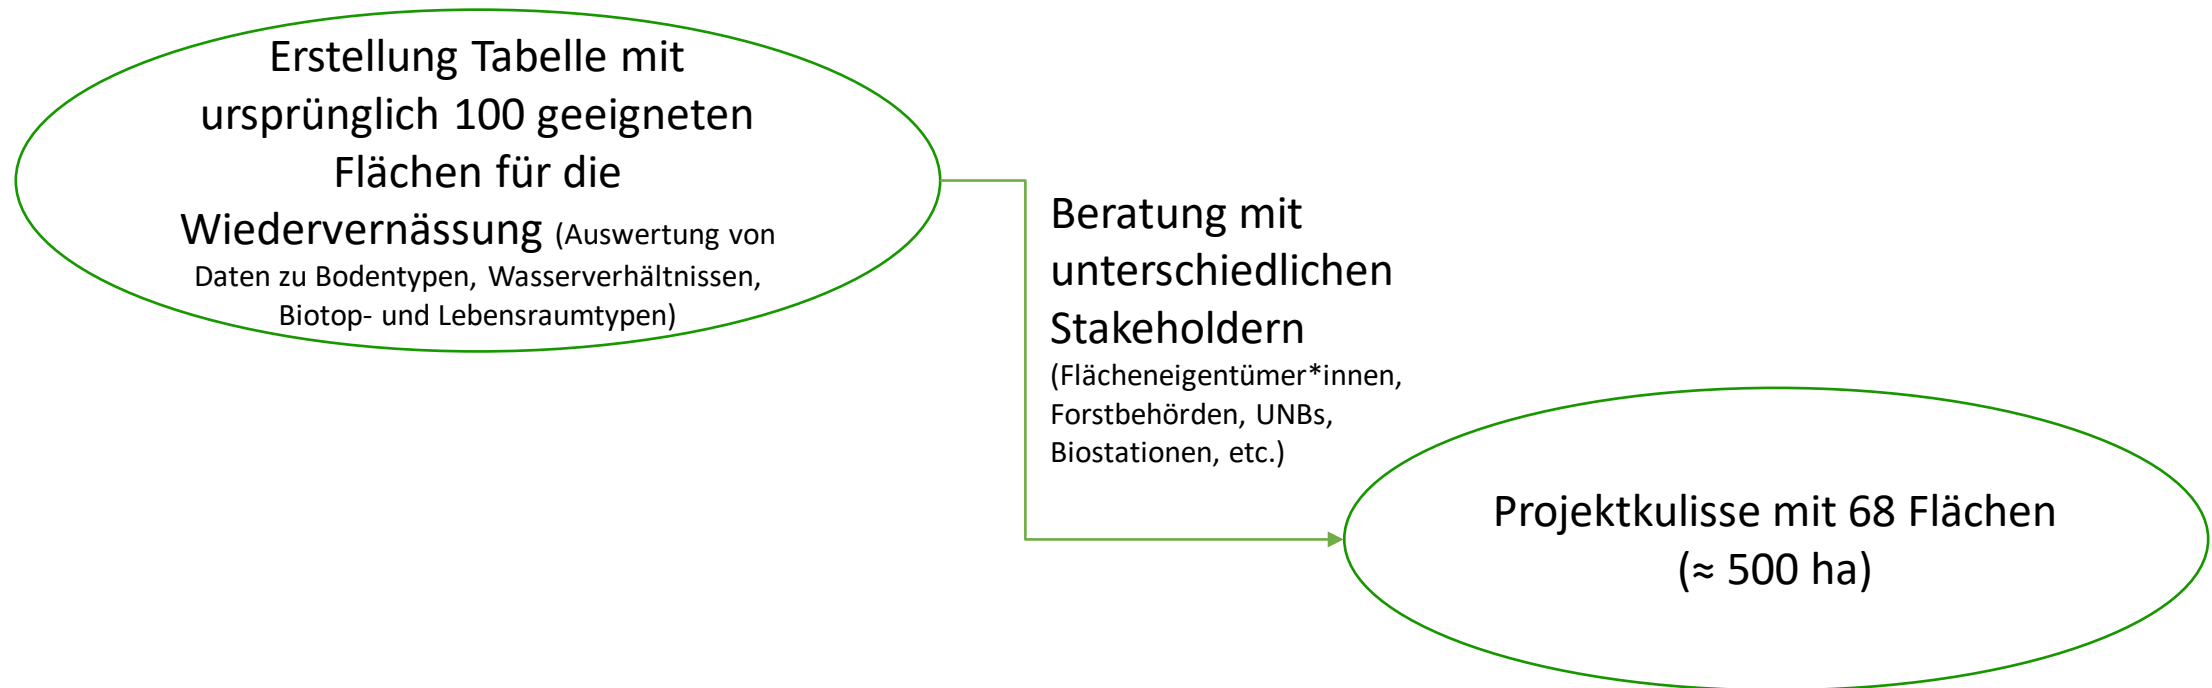 Erstellung Tabelle mit
ursprünglich 100 geeigneten
Flächen für die
Wiedervernässung (Auswertung von
Daten zu Bodentypen, Wasserverhältnissen,
Biotop- und Lebensraumtypen)
Beratung mit
unterschiedlichen
Stakeholdern
(Flächeneigentümer*innen,
Forstbehörden, UNBs,
Biostationen, etc.)
Projektkulisse mit 68 Flächen
(≈ 500 ha)